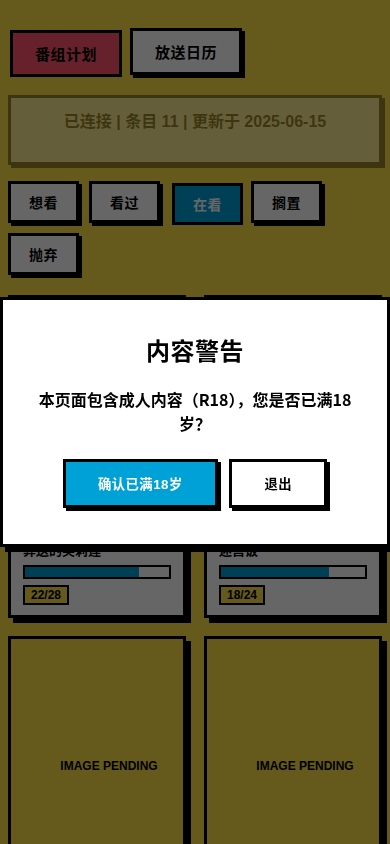 番组计划
放送日历
已连接 | 条目 11 | 更新于 2025-06-15
想看
看过
在看
搁置
抛弃
内容警告
本页面包含成人内容（R18），您是否已满18
岁？
确认已满18岁
退出
22/28
18/24
IMAGE PENDING
IMAGE PENDING